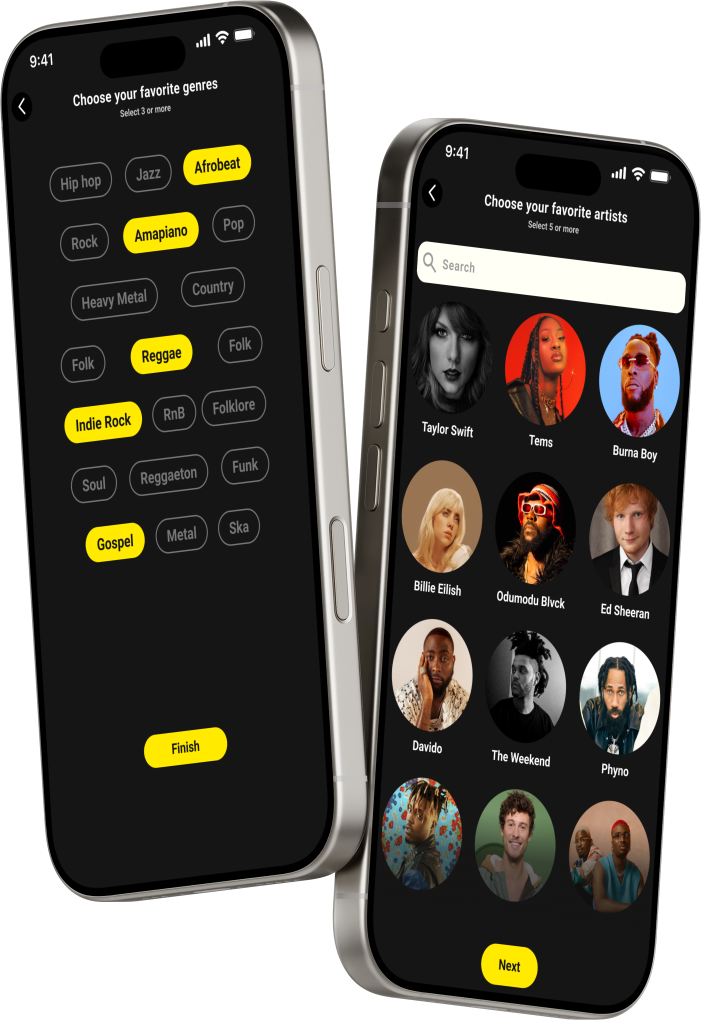 9:41
Choose your favorite genres
Select 3 or more
Hip hop Jazz Afrobeat
Rock Amapiano Pop
Heavy Metal Country
Folk Reggae Folk
Indie Rock RnB Folklore
Soul Reggaeton Funk
Gospel Metal Ska
Finish
9:41
Choose your favorite artists
Select 5 or more
Search
Taylor Swift Tems Burna Boy
Billie Eilish Odumodu Blvck Ed Sheeran
Davido The Weekend Phyno
Next